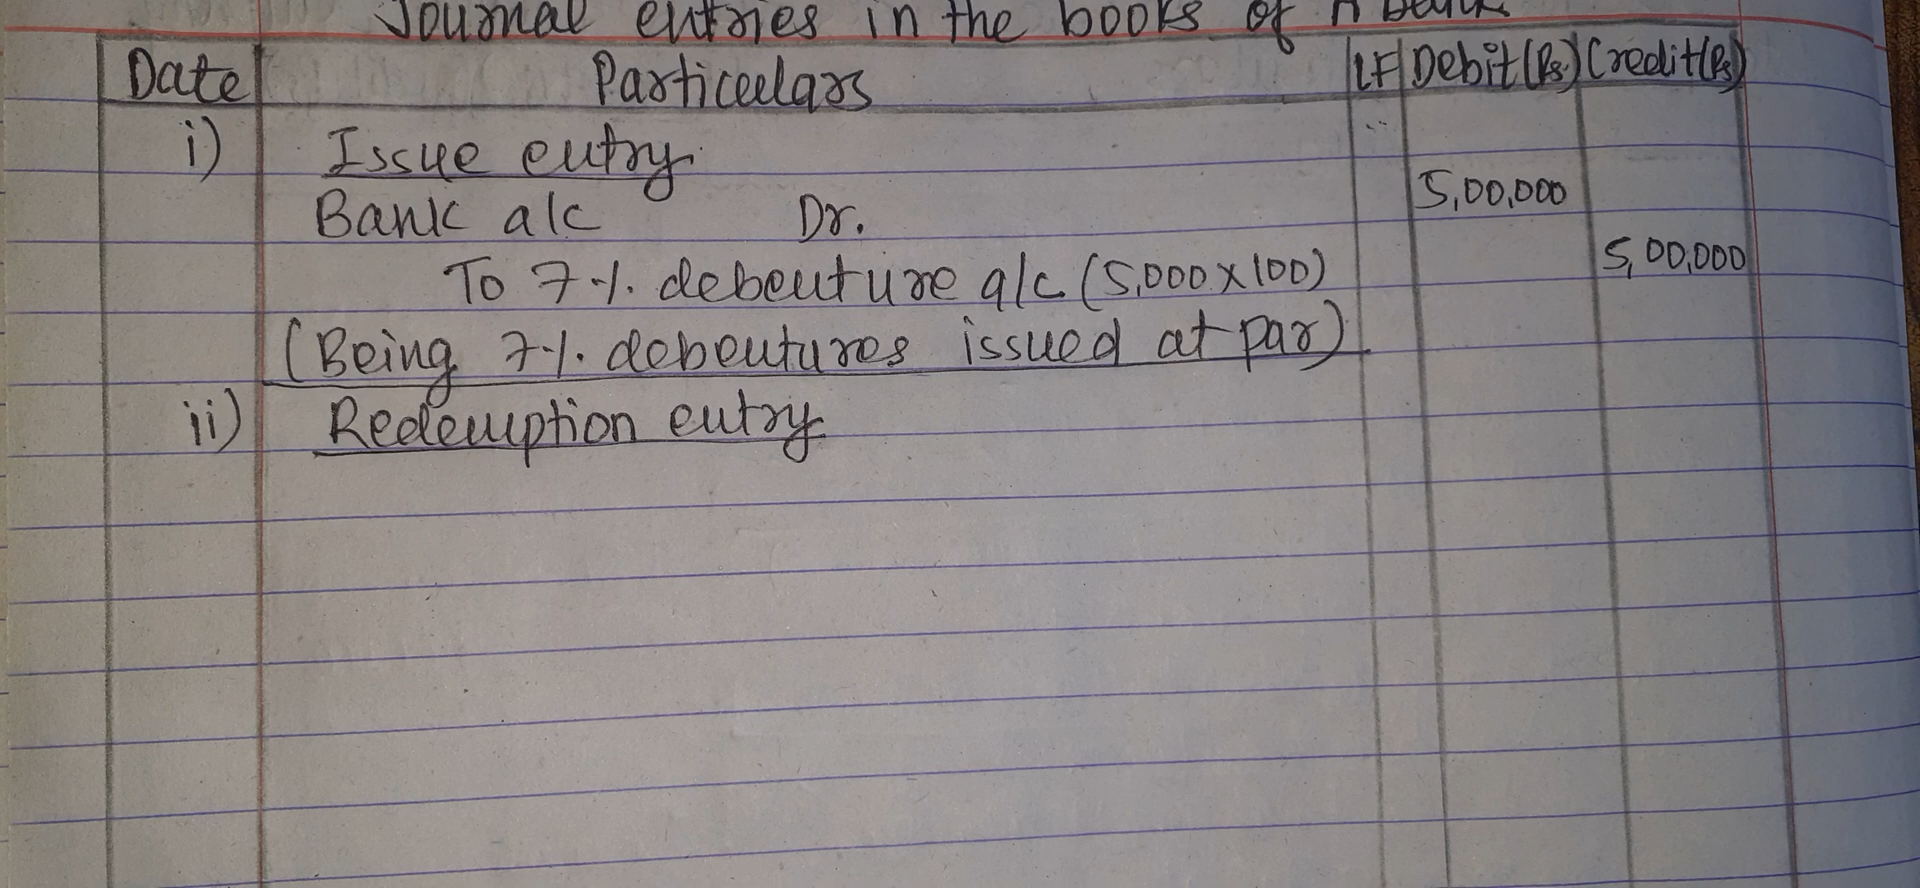 Journal entries in the books of A bank
Date Particulars LF Debit(Rs.) Credit(Rs)
i) Issue entry
Bank a/c Dr. 5,00,000
To 7 % debenture a/c (5,000 x 100) 5,00,000
(Being 7% debentures issued at par)
ii) Redemption entry